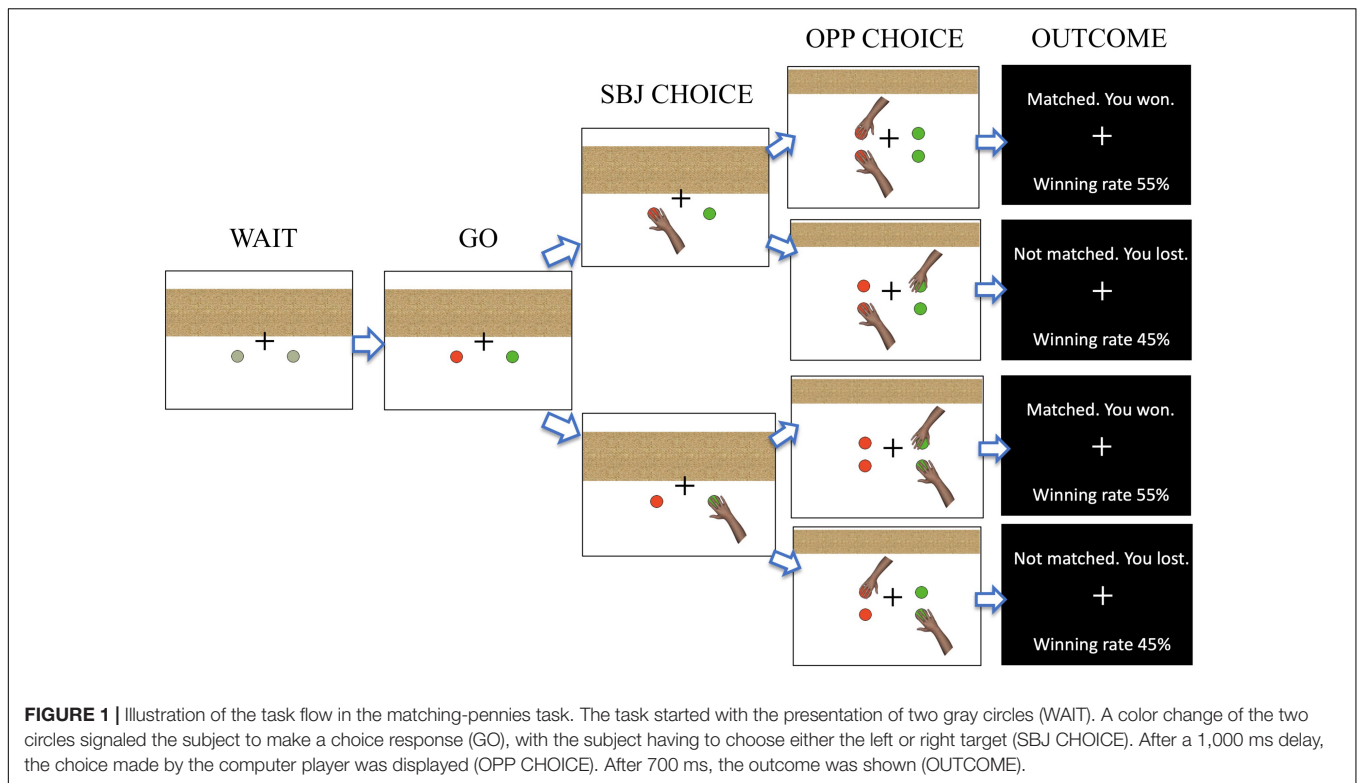 OPP CHOICE
OUTCOME
SBJ CHOICE
WAIT
GO
Matched. You won.
+
Winning rate 55%
Not matched. You lost.
+
Winning rate 45%
Matched. You won.
+
Winning rate 55%
Not matched. You lost.
+
Winning rate 45%
FIGURE 1 | Illustration of the task flow in the matching-pennies task. The task started with the presentation of two gray circles (WAIT). A color change of the two
circles signaled the subject to make a choice response (GO), with the subject having to choose either the left or right target (SBJ CHOICE). After a 1,000 ms delay,
the choice made by the computer player was displayed (OPP CHOICE). After 700 ms, the outcome was shown (OUTCOME).